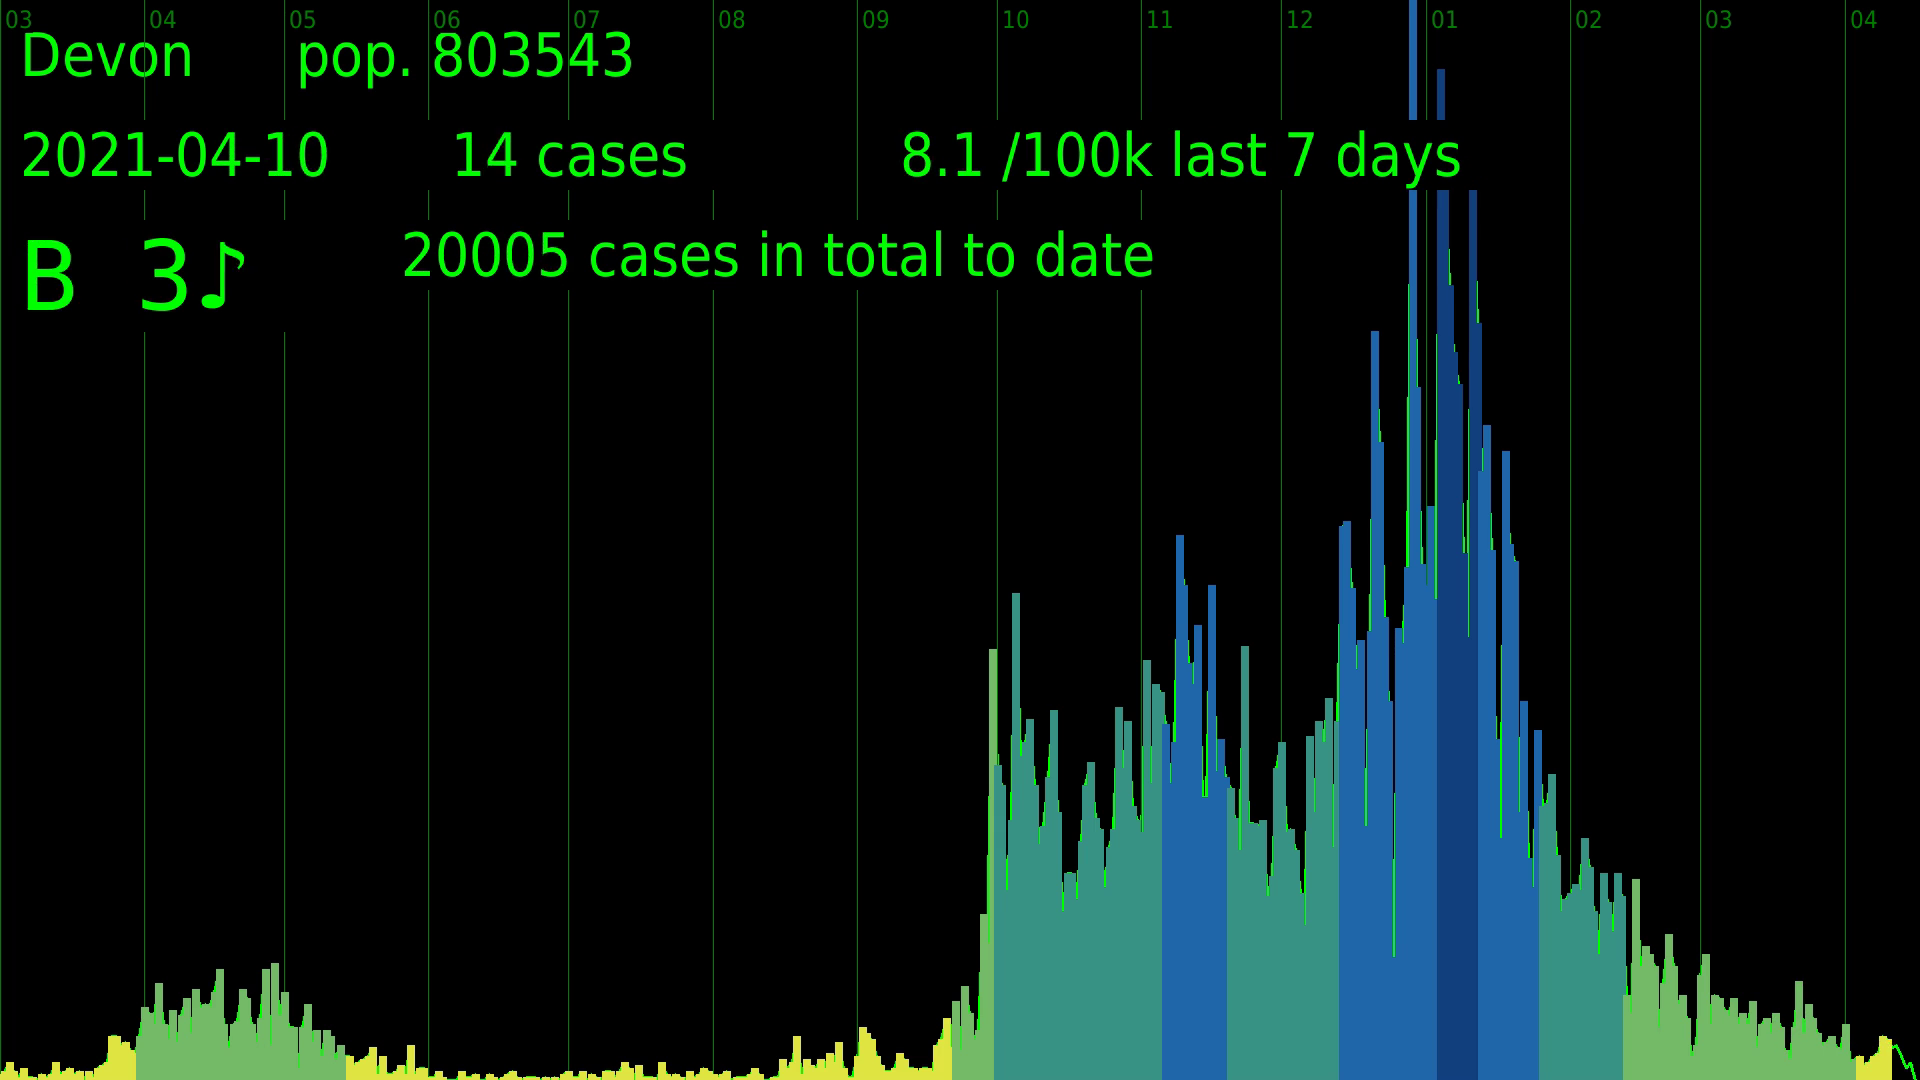 03 04 05 06 07 08 09 10 11 12 01 02 03 04
Devon pop. 803543
2021-04-10 14 cases 8.1 /100k last 7 days
B 3♪ 20005 cases in total to date